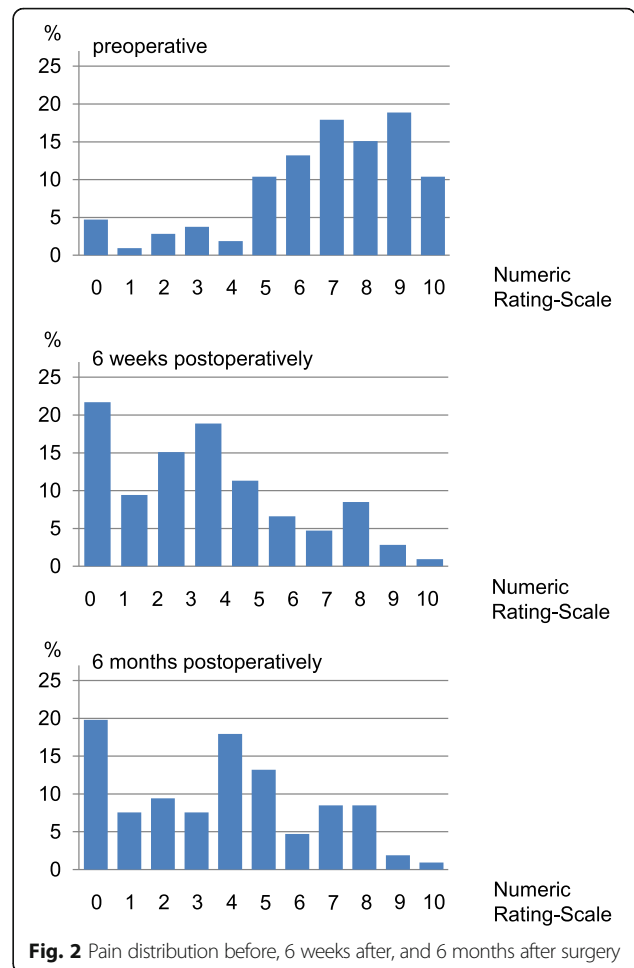 %
preoperative
25
20
15
10
5
0
0 1 2 3 4 5 6 7 8 9 10
Numeric
Rating-Scale
%
6 weeks postoperatively
25
20
15
10
5
0
0 1 2 3 4 5 6 7 8 9 10
Numeric
Rating-Scale
%
6 months postoperatively
25
20
15
10
5
0
0 1 2 3 4 5 6 7 8 9 10
Numeric
Rating-Scale
Fig. 2 Pain distribution before, 6 weeks after, and 6 months after surgery